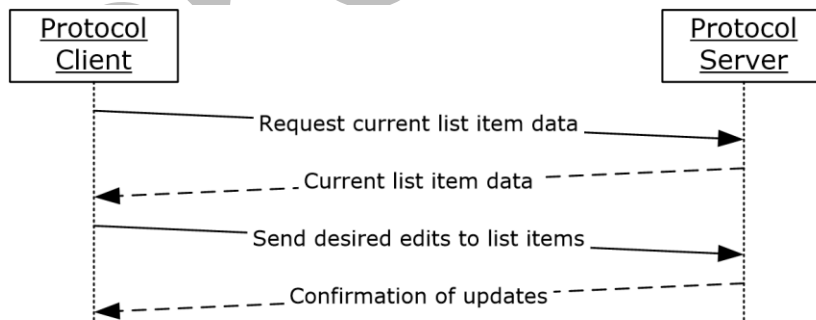 Protocol
Client
Protocol
Server
Request current list item data
Current list item data
Send desired edits to list items
Confirmation of updates